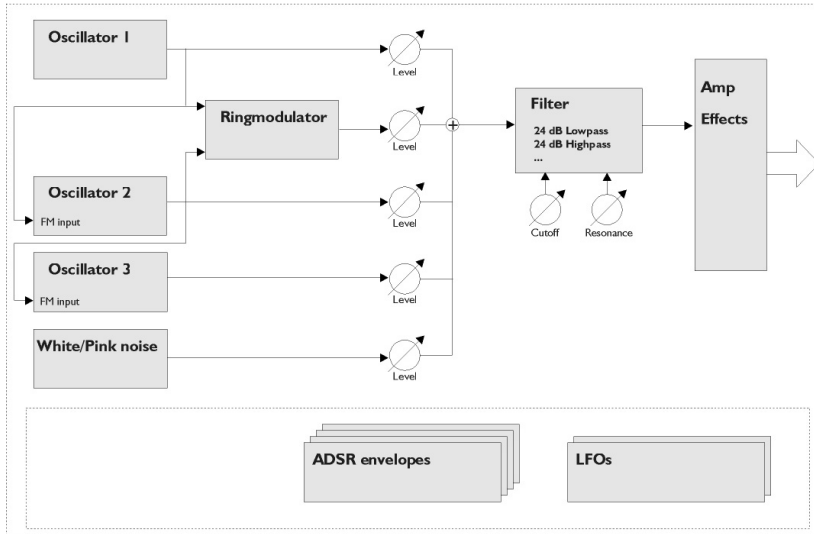 Oscillator 1
Level
Ringmodulator
Level
Oscillator 2
FM input
Level
Oscillator 3
FM input
Level
White/Pink noise
Level
+
Filter
24 dB Lowpass
24 dB Highpass
...
Cutoff
Resonance
Amp
Effects
ADSR envelopes
LFOs